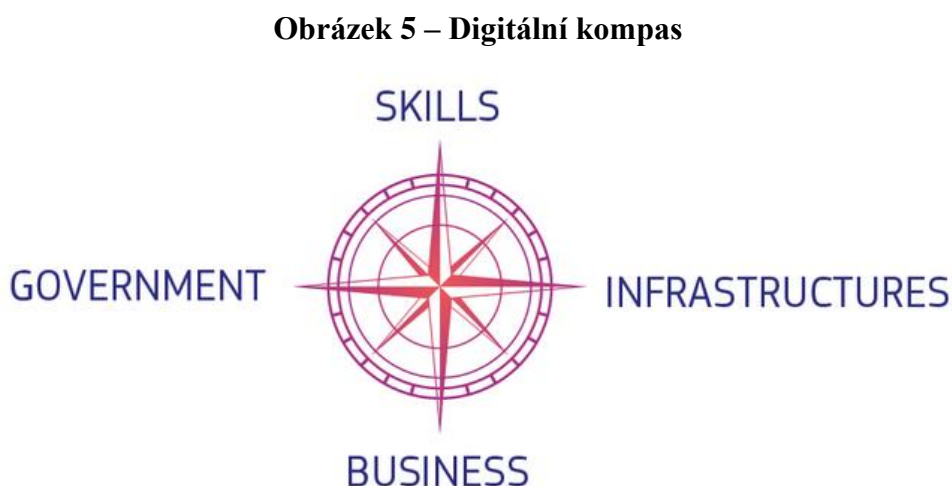 Obrázek 5 – Digitální kompas
SKILLS
GOVERNMENT
INFRASTRUCTURES
BUSINESS